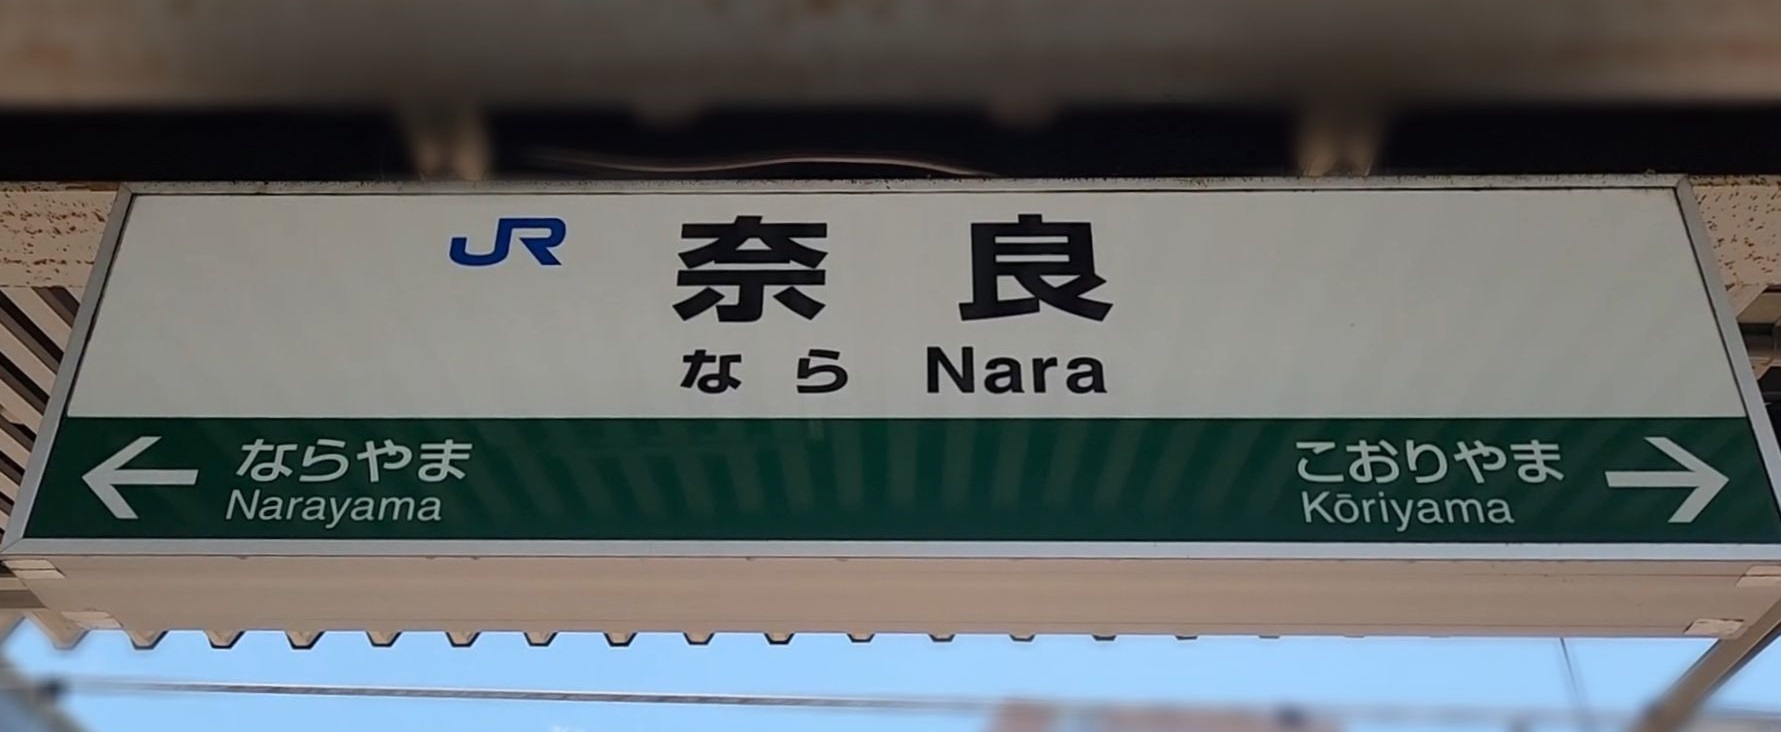 JR 奈良
なら Nara
← ならやま
Narayama
こおりやま →
Kōriyama